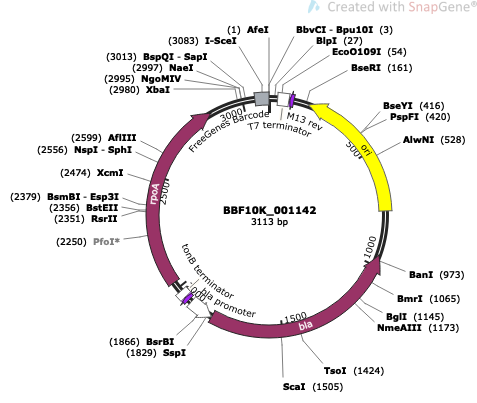 Created with SnapGene®
(1) AfeI
BbvCI - Bpu10I (3)
(3083) I-SceI
BlpI (27)
EcoO109I (54)
(3013) BspQI - SapI
(2997) NaeI
BseRI (161)
(2995) NgoMIV
(2980) XbaI
BseYI (416)
PspFI (420)
AlwNI (528)
3000
FreeGenes Barcode
T7 terminator
M13 rev
500
ori
(2599) AflIII
(2556) NspI - SphI
(2474) XcmI
(2379) BsmBI - Esp3I
(2356) BstEII
(2351) RsrII
(2250) PfoI*
rpoA
2500
BBF10K_001142
3113 bp
1000
tonB terminator
bla promoter
BanI (973)
BmrI (1065)
BglI (1145)
NmeAIII (1173)
1500
bla
(1866) BsrBI
(1829) SspI
TsoI (1424)
ScaI (1505)